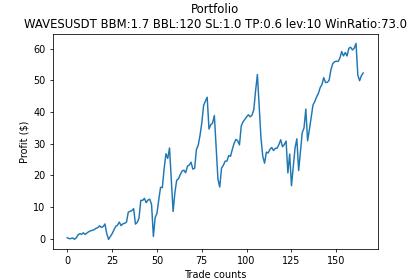 Portfolio
WAVESUSDT BBM:1.7 BBL:120 SL:1.0 TP:0.6 lev:10 WinRatio:73.0
60
50
40
30
20
10
0
Profit ($)
0 25 50 75 100 125 150
Trade counts